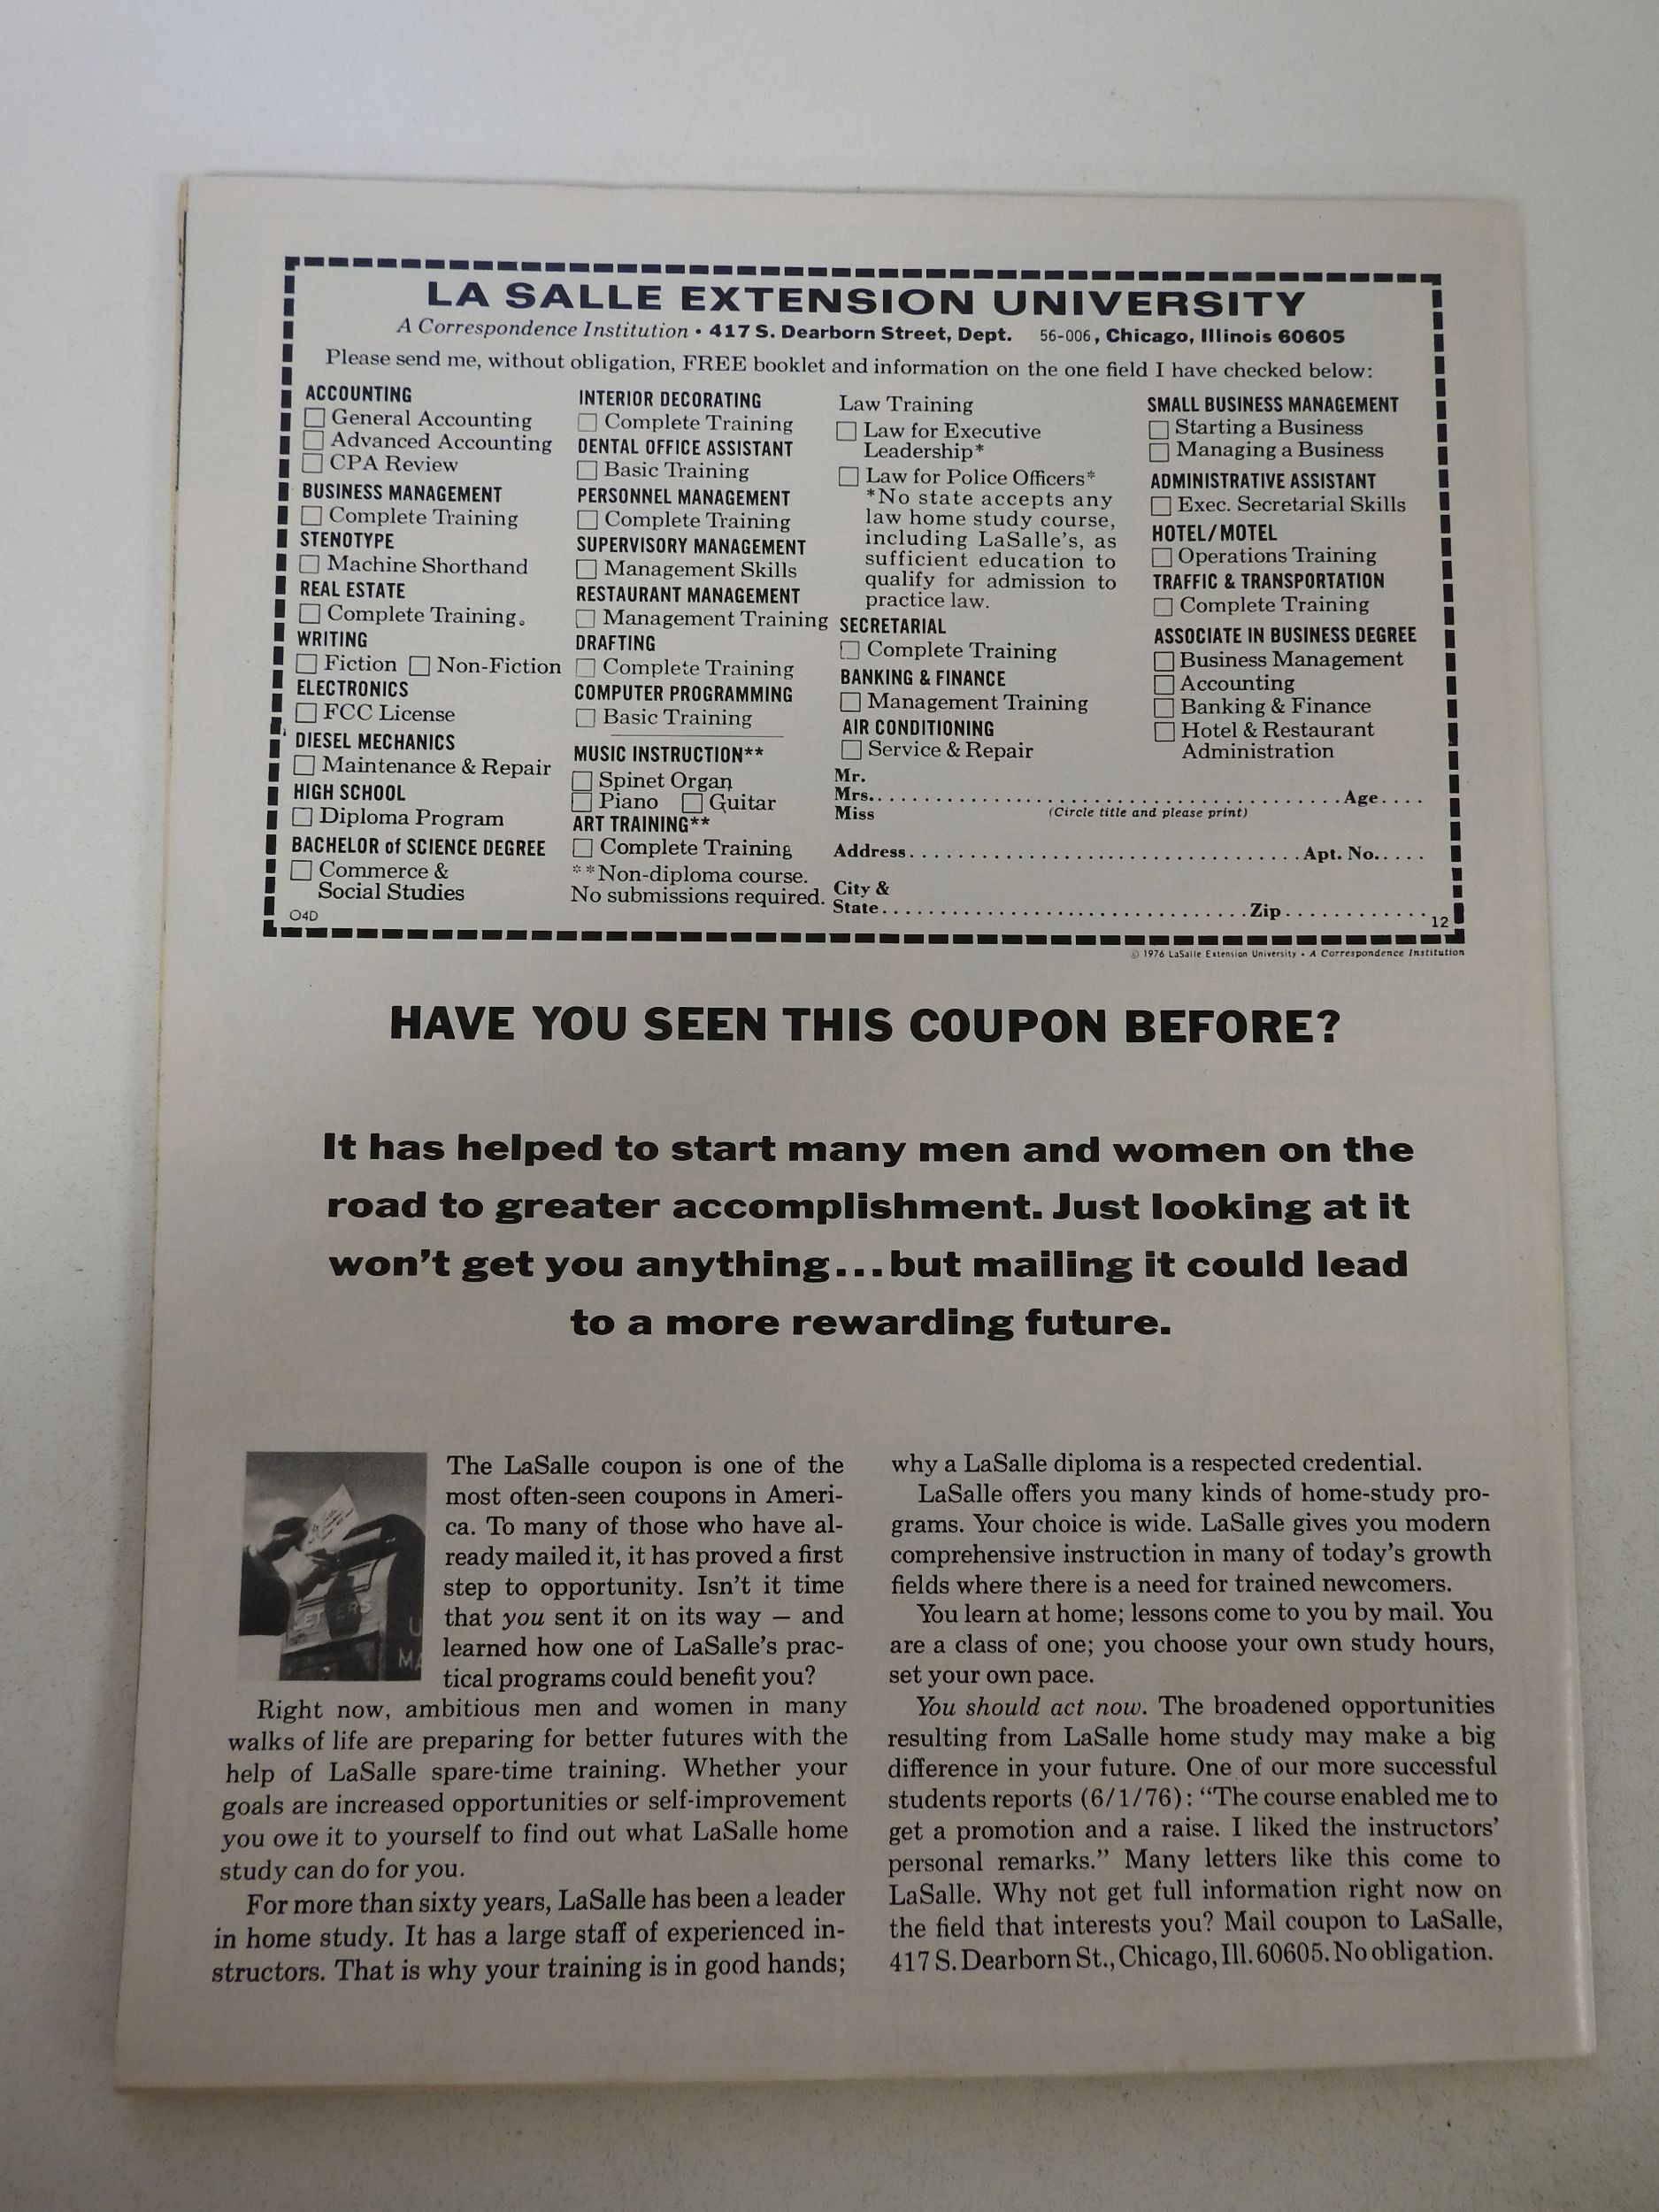 LA SALLE EXTENSION UNIVERSITY
A Correspondence Institution • 417 S. Dearborn Street, Dept. 56-006, Chicago, Illinois 60605
Please send me, without obligation, FREE booklet and information on the one field I have checked below:
ACCOUNTING
General Accounting
Advanced Accounting
CPA Review
BUSINESS MANAGEMENT
Complete Training
STENOTYPE
Machine Shorthand
REAL ESTATE
Complete Training.
WRITING
Fiction Non-Fiction
ELECTRONICS
FCC License
DIESEL MECHANICS
Maintenance & Repair
HIGH SCHOOL
Diploma Program
BACHELOR of SCIENCE DEGREE
Commerce &
Social Studies
O4D
INTERIOR DECORATING
Complete Training
DENTAL OFFICE ASSISTANT
Basic Training
PERSONNEL MANAGEMENT
Complete Training
SUPERVISORY MANAGEMENT
Management Skills
RESTAURANT MANAGEMENT
Management Training
DRAFTING
Complete Training
COMPUTER PROGRAMMING
Basic Training
MUSIC INSTRUCTION**
Spinet Organ
Piano Guitar
ART TRAINING**
Complete Training
**Non-diploma course.
No submissions required.
Law Training
Law for Executive
Leadership*
Law for Police Officers*
*No state accepts any
law home study course,
including LaSalle's, as
sufficient education to
qualify for admission to
practice law.
SECRETARIAL
Complete Training
BANKING & FINANCE
Management Training
AIR CONDITIONING
Service & Repair
SMALL BUSINESS MANAGEMENT
Starting a Business
Managing a Business
ADMINISTRATIVE ASSISTANT
Exec. Secretarial Skills
HOTEL/MOTEL
Operations Training
TRAFFIC & TRANSPORTATION
Complete Training
ASSOCIATE IN BUSINESS DEGREE
Business Management
Accounting
Banking & Finance
Hotel & Restaurant
Administration
Mr.
Mrs. Age
Miss (Circle title and please print)
Address Apt. No.
City &
State Zip
12
© 1976 LaSalle Extension University • A Correspondence Institution
HAVE YOU SEEN THIS COUPON BEFORE?
It has helped to start many men and women on the
road to greater accomplishment. Just looking at it
won't get you anything...but mailing it could lead
to a more rewarding future.
LETTERS
U
MA
The LaSalle coupon is one of the
most often-seen coupons in Ameri-
ca. To many of those who have al-
ready mailed it, it has proved a first
step to opportunity. Isn't it time
that you sent it on its way — and
learned how one of LaSalle's prac-
tical programs could benefit you?
Right now, ambitious men and women in many
walks of life are preparing for better futures with the
help of LaSalle spare-time training. Whether your
goals are increased opportunities or self-improvement
you owe it to yourself to find out what LaSalle home
study can do for you.
For more than sixty years, LaSalle has been a leader
in home study. It has a large staff of experienced in-
structors. That is why your training is in good hands;
why a LaSalle diploma is a respected credential.
LaSalle offers you many kinds of home-study pro-
grams. Your choice is wide. LaSalle gives you modern
comprehensive instruction in many of today's growth
fields where there is a need for trained newcomers.
You learn at home; lessons come to you by mail. You
are a class of one; you choose your own study hours,
set your own pace.
You should act now. The broadened opportunities
resulting from LaSalle home study may make a big
difference in your future. One of our more successful
students reports (6/1/76): "The course enabled me to
get a promotion and a raise. I liked the instructors'
personal remarks." Many letters like this come to
LaSalle. Why not get full information right now on
the field that interests you? Mail coupon to LaSalle,
417 S. Dearborn St., Chicago, Ill. 60605. No obligation.